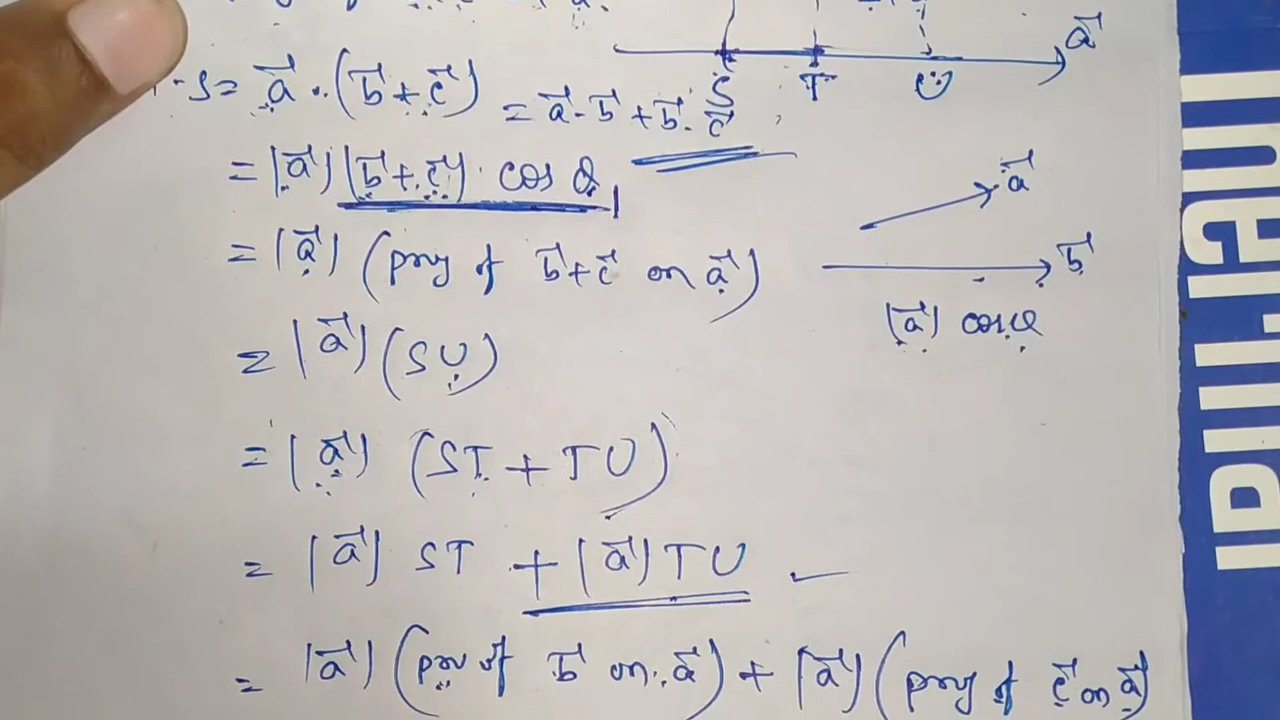 a⃗
S T U
S = a⃗ · (b⃗ + c⃗) = a⃗ · b⃗ + b⃗ · c⃗
= |a⃗| |b⃗ + c⃗| · cos θ
a⃗
= |a⃗| (proj of b⃗ + c⃗ on a⃗)
b⃗
|a⃗| cos θ
= |a⃗| (SU)
= |a⃗| (ST + TU)
= |a⃗| ST + |a⃗| TU
= |a⃗| (proj of b⃗ on a⃗) + |a⃗| (proj of c⃗ on a⃗)